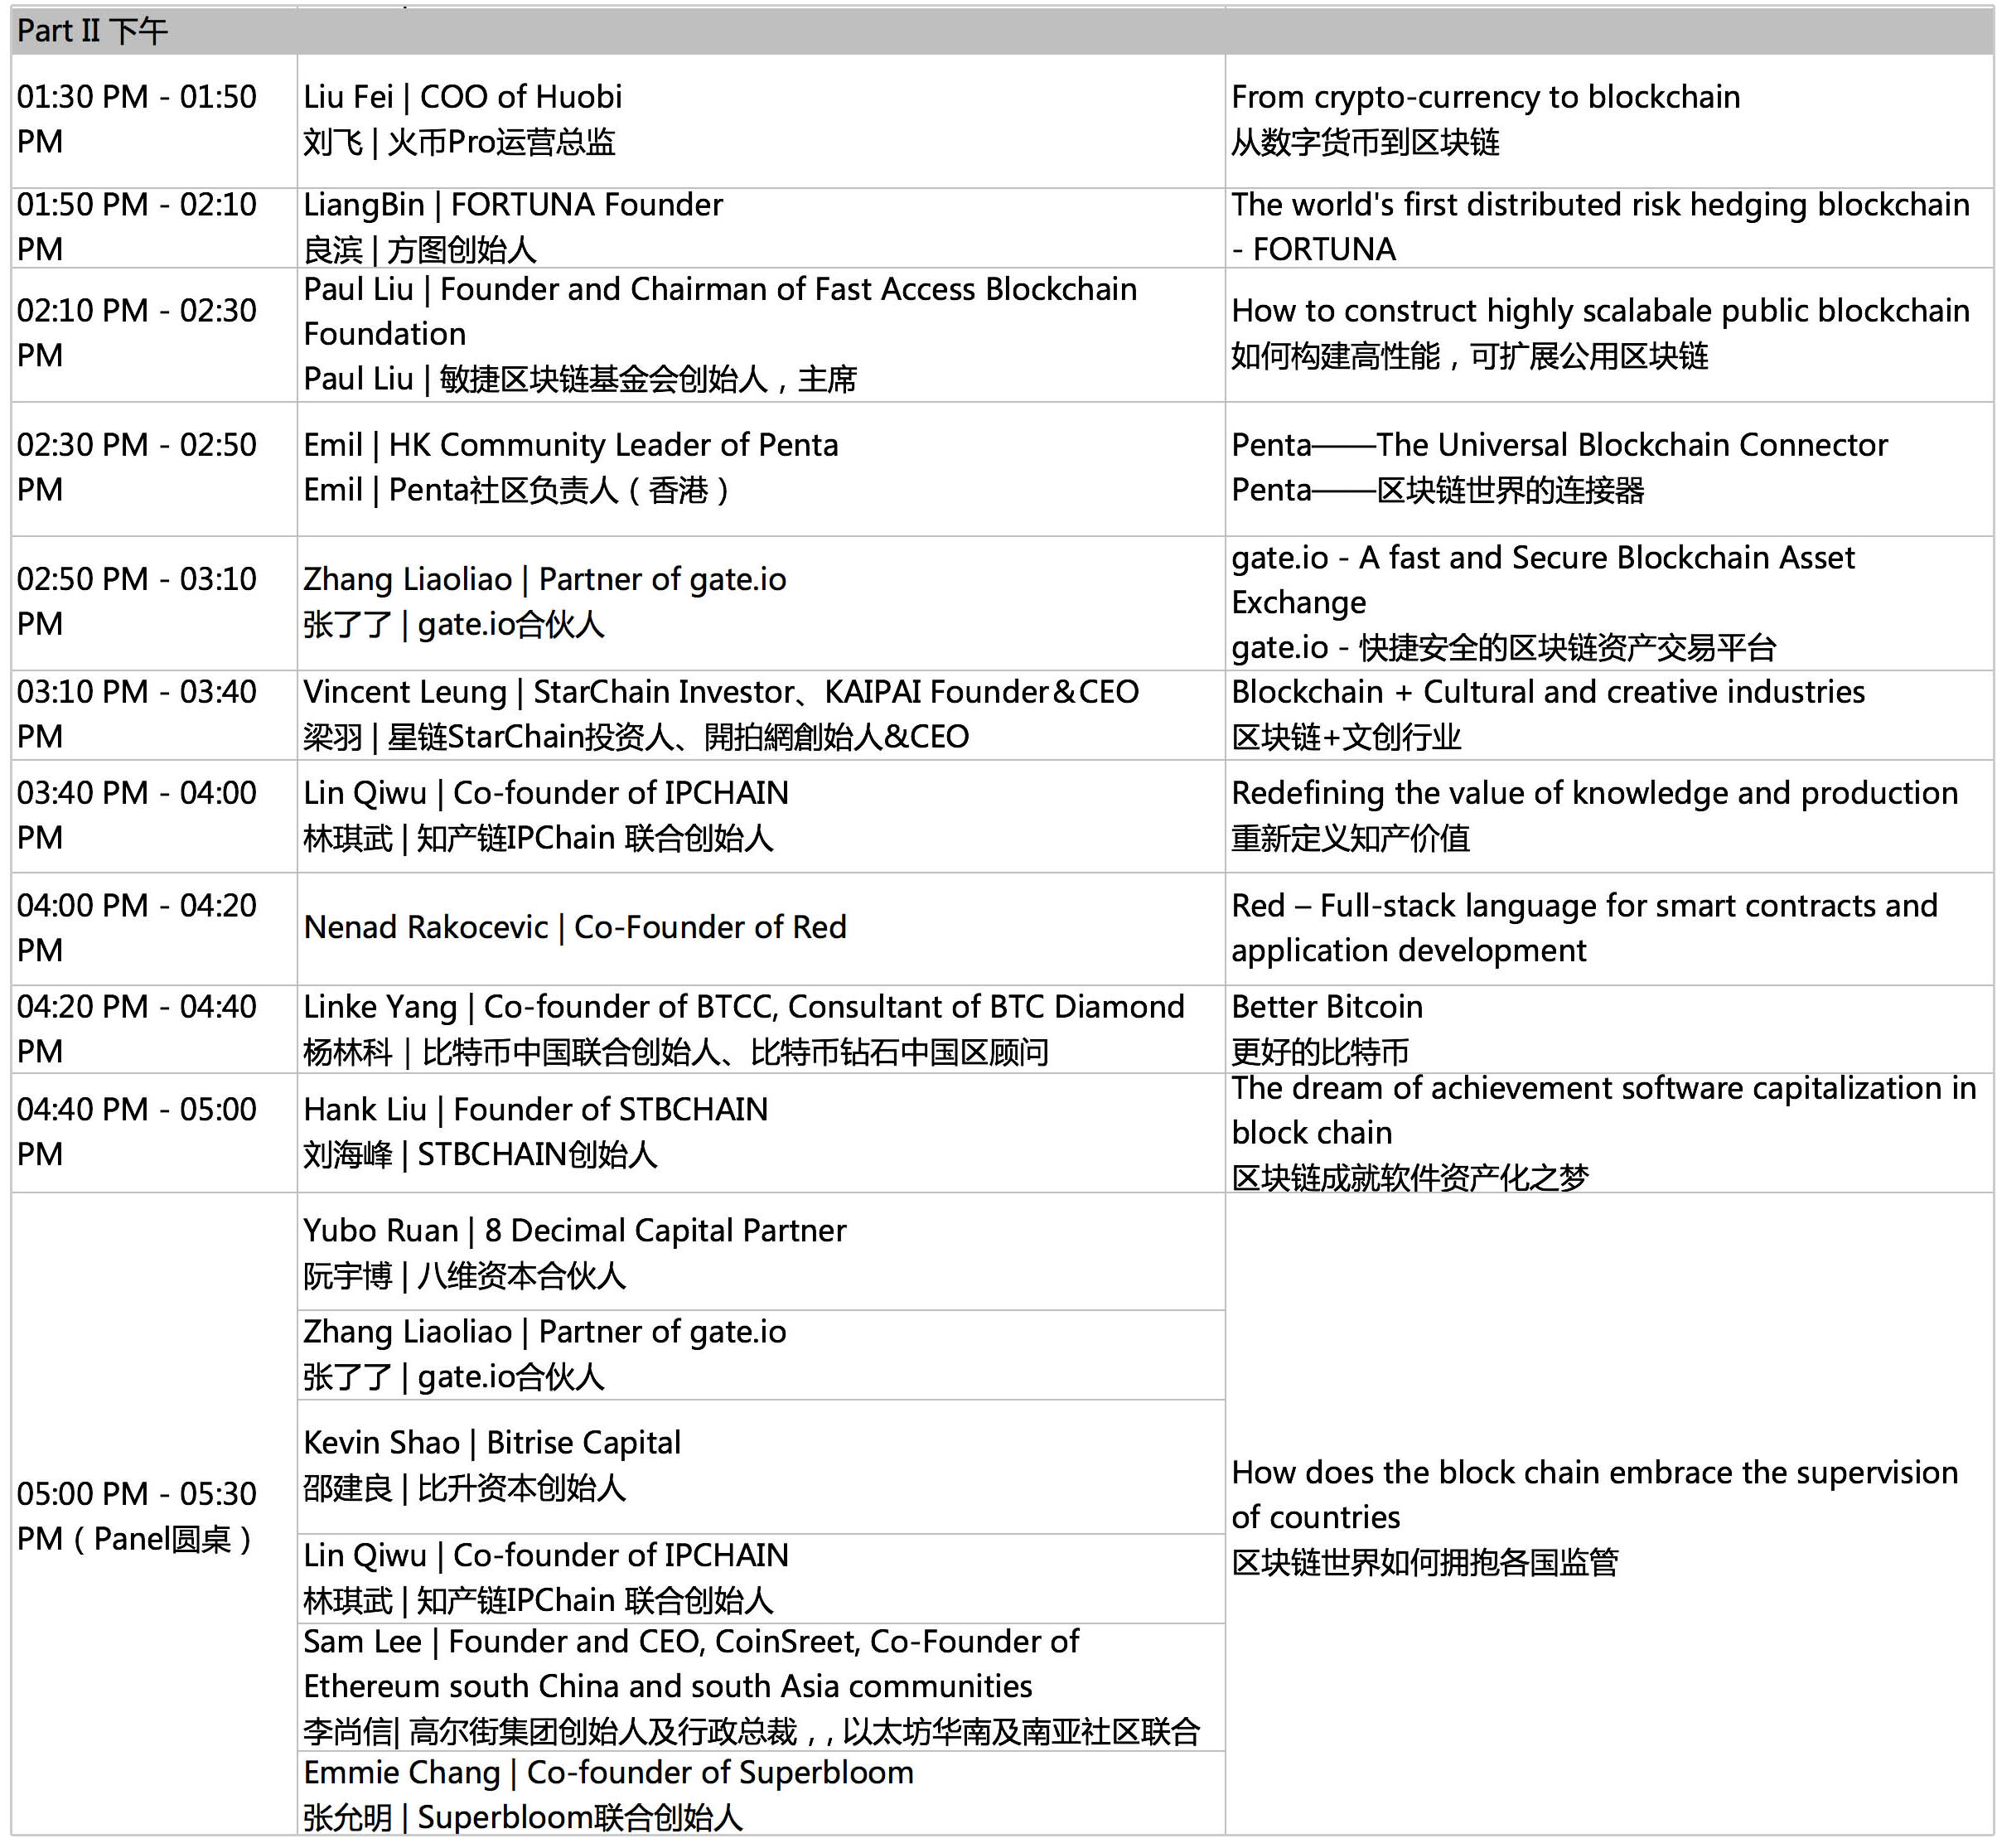 Part II 下午
01:30 PM - 01:50
PM
Liu Fei | COO of Huobi
刘飞 | 火币Pro运营总监
From crypto-currency to blockchain
从数字货币到区块链
01:50 PM - 02:10
PM
LiangBin | FORTUNA Founder
良滨 | 方图创始人
The world's first distributed risk hedging blockchain
- FORTUNA
02:10 PM - 02:30
PM
Paul Liu | Founder and Chairman of Fast Access Blockchain
Foundation
Paul Liu | 敏捷区块链基金会创始人，主席
How to construct highly scalabale public blockchain
如何构建高性能，可扩展公用区块链
02:30 PM - 02:50
PM
Emil | HK Community Leader of Penta
Emil | Penta社区负责人（香港）
Penta——The Universal Blockchain Connector
Penta——区块链世界的连接器
02:50 PM - 03:10
PM
Zhang Liaoliao | Partner of gate.io
张了了 | gate.io合伙人
gate.io - A fast and Secure Blockchain Asset
Exchange
gate.io - 快捷安全的区块链资产交易平台
03:10 PM - 03:40
PM
Vincent Leung | StarChain Investor、KAIPAI Founder＆CEO
梁羽 | 星链StarChain投资人、開拍網創始人&CEO
Blockchain + Cultural and creative industries
区块链+文创行业
03:40 PM - 04:00
PM
Lin Qiwu | Co-founder of IPCHAIN
林琪武 | 知产链IPChain 联合创始人
Redefining the value of knowledge and production
重新定义知产价值
04:00 PM - 04:20
PM
Nenad Rakocevic | Co-Founder of Red
Red – Full-stack language for smart contracts and
application development
04:20 PM - 04:40
PM
Linke Yang | Co-founder of BTCC, Consultant of BTC Diamond
杨林科 | 比特币中国联合创始人、比特币钻石中国区顾问
Better Bitcoin
更好的比特币
04:40 PM - 05:00
PM
Hank Liu | Founder of STBCHAIN
刘海峰 | STBCHAIN创始人
The dream of achievement software capitalization in
block chain
区块链成就软件资产化之梦
05:00 PM - 05:30
PM（Panel圆桌）
Yubo Ruan | 8 Decimal Capital Partner
阮宇博 | 八维资本合伙人
Zhang Liaoliao | Partner of gate.io
张了了 | gate.io合伙人
Kevin Shao | Bitrise Capital
邵建良 | 比升资本创始人
Lin Qiwu | Co-founder of IPCHAIN
林琪武 | 知产链IPChain 联合创始人
Sam Lee | Founder and CEO, CoinSreet, Co-Founder of
Ethereum south China and south Asia communities
李尚信| 高尔街集团创始人及行政总裁，, 以太坊华南及南亚社区联合
Emmie Chang | Co-founder of Superbloom
张允明 | Superbloom联合创始人
How does the block chain embrace the supervision
of countries
区块链世界如何拥抱各国监管